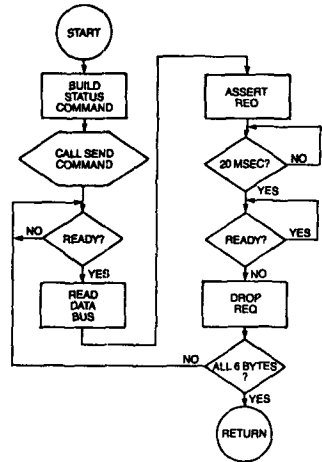 START
BUILD
STATUS
COMMAND
CALL SEND
COMMAND
READY?
NO
YES
READ
DATA
BUS
ASSERT
REQ
20 MSEC?
NO
YES
READY?
YES
NO
DROP
REQ
ALL 6 BYTES
?
NO
YES
RETURN